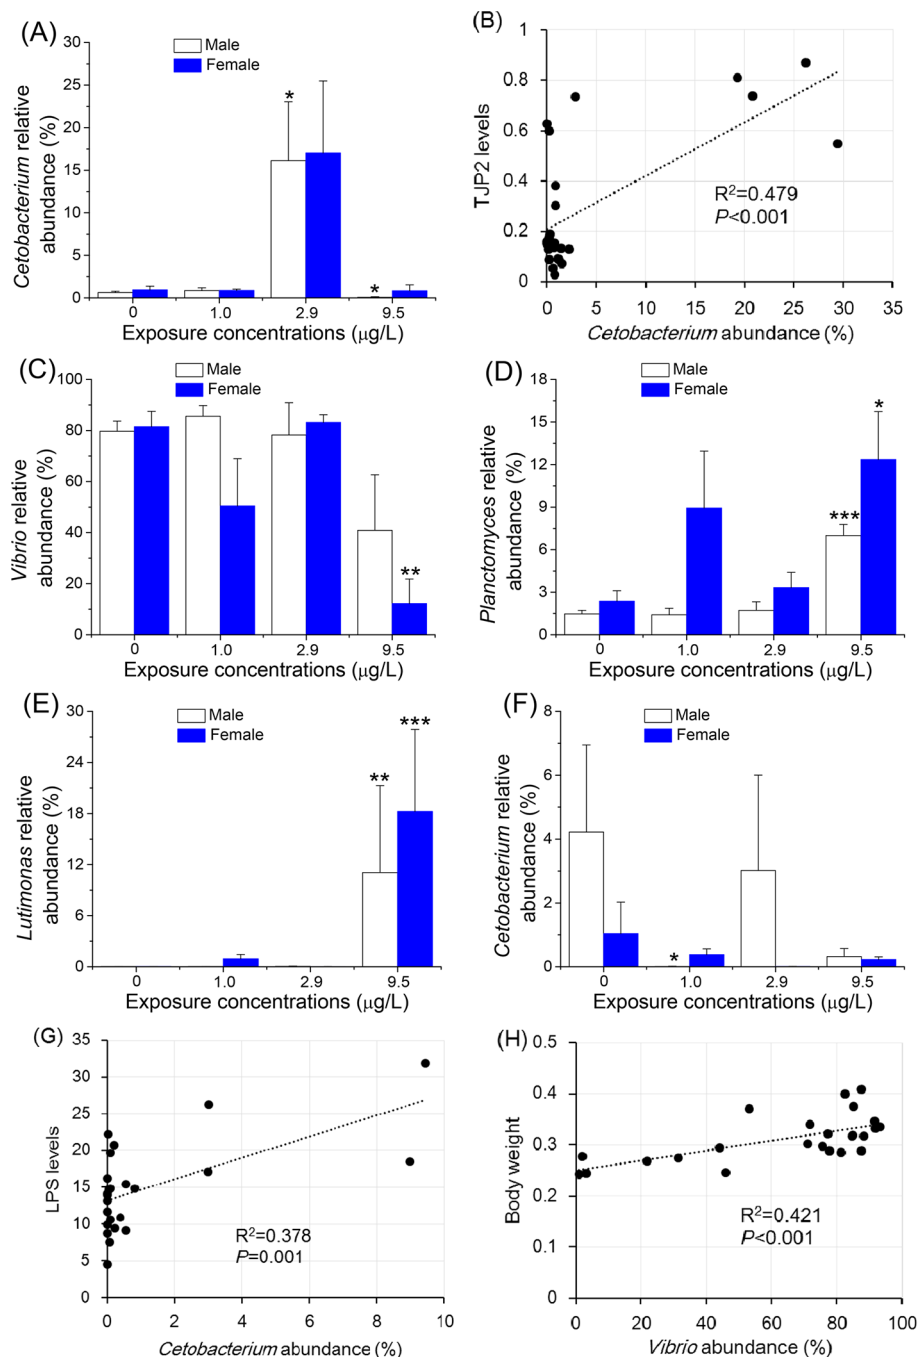 (A)
Male
Female
Cetobacterium relative
abundance (%)
30
25
20
15
10
5
0
*
*
0 1.0 2.9 9.5
Exposure concentrations (μg/L)
(B)
TJP2 levels
1
0.8
0.6
0.4
0.2
0
R²=0.479
P<0.001
0 5 10 15 20 25 30 35
Cetobacterium abundance (%)
(C)
Male
Female
Vibrio relative
abundance (%)
100
80
60
40
20
0
**
0 1.0 2.9 9.5
Exposure concentrations (μg/L)
(D)
Male
Female
Planctomyces relative
abundance (%)
18
15
12
9
6
3
0
*
***
0 1.0 2.9 9.5
Exposure concentrations (μg/L)
(E)
Male
Female
Lutimonas relative
abundance (%)
30
24
18
12
6
0
**
***
0 1.0 2.9 9.5
Exposure concentrations (μg/L)
(F)
Male
Female
Cetobacterium relative
abundance (%)
8
6
4
2
0
*
0 1.0 2.9 9.5
Exposure concentrations (μg/L)
(G)
LPS levels
35
30
25
20
15
10
5
0
R²=0.378
P=0.001
0 2 4 6 8 10
Cetobacterium abundance (%)
(H)
Body weight
0.5
0.4
0.3
0.2
0.1
0
R²=0.421
P<0.001
0 20 40 60 80 100
Vibrio abundance (%)